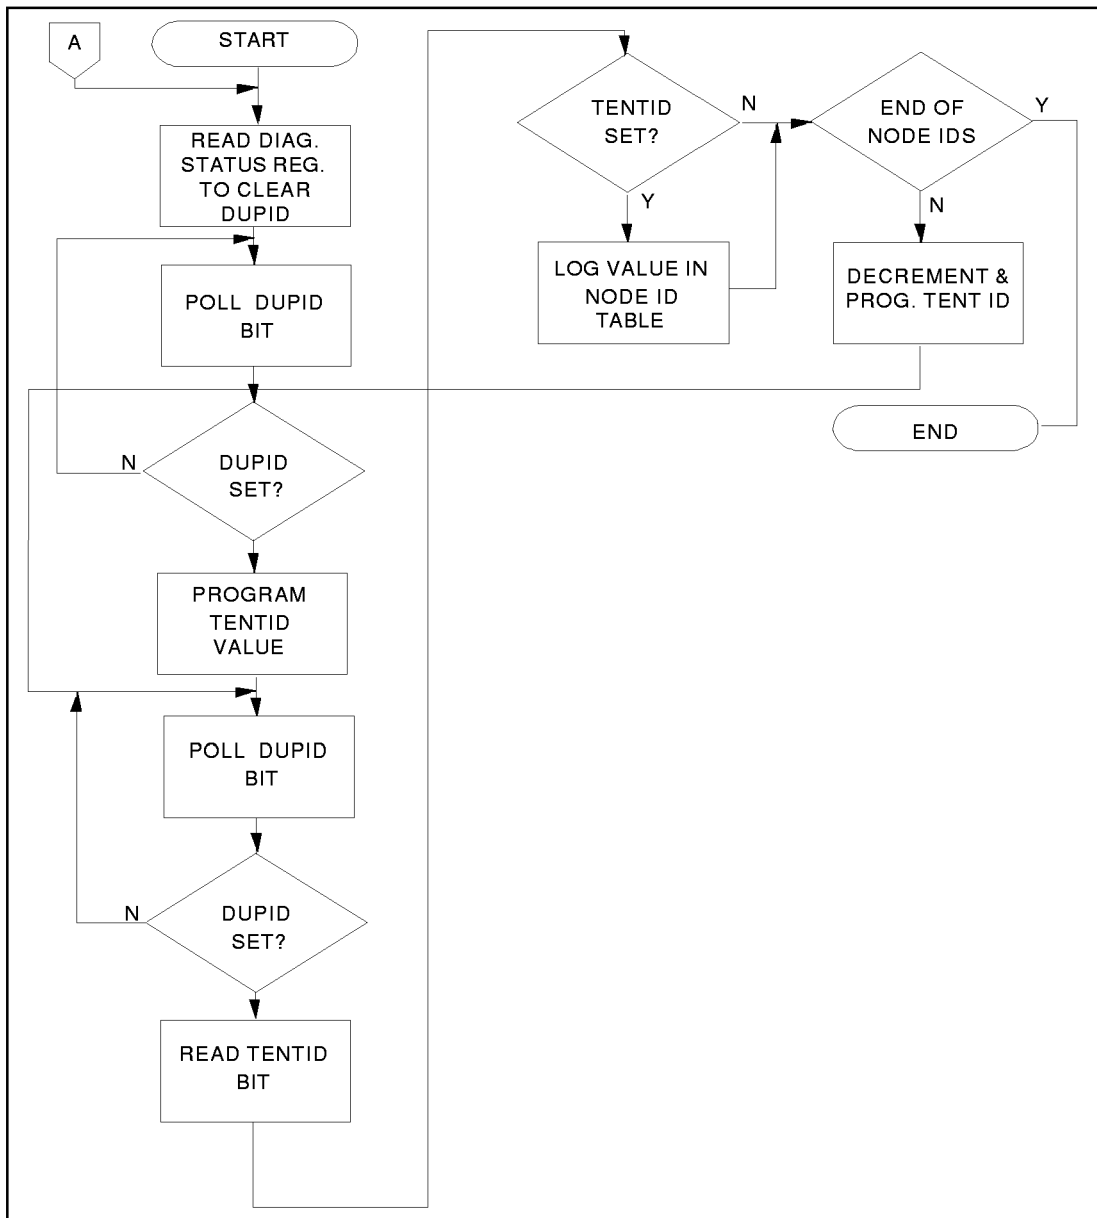 A
START
READ DIAG.
STATUS REG.
TO CLEAR
DUPID
POLL DUPID
BIT
N
DUPID
SET?
PROGRAM
TENTID
VALUE
POLL DUPID
BIT
N
DUPID
SET?
READ TENTID
BIT
TENTID
SET?
N
Y
LOG VALUE IN
NODE ID
TABLE
END OF
NODE IDS
Y
N
DECREMENT &
PROG. TENT ID
END